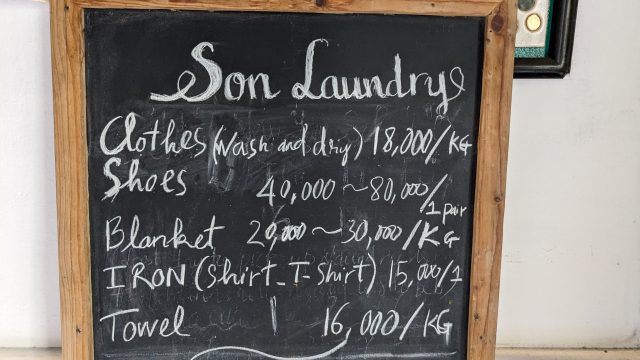 Son Laundry
Clothes (wash and dry) 18,000/KG
Shoes 40,000~80,000/1 pair
Blanket 20,000~30,000/KG
IRON (Shirt_T-Shirt) 15,000/1
Towel 16,000/KG